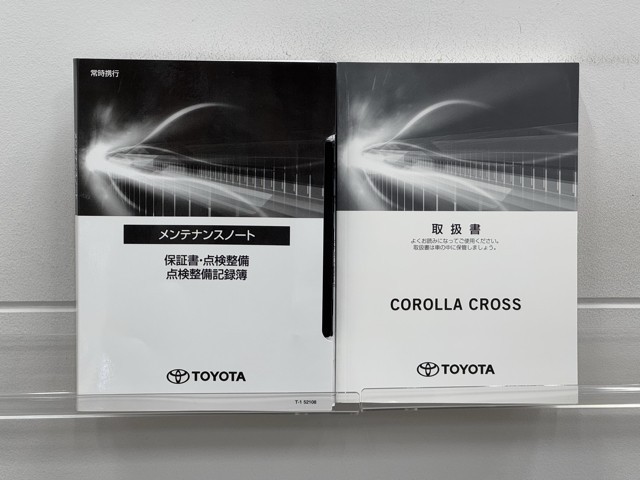 常時携行
メンテナンスノート
保証書・点検整備
点検整備記録簿
TOYOTA
T-1 52108
取扱書
よくお読みになってご使用ください。
取扱書は車の中に保管しましょう。
COROLLA CROSS
TOYOTA